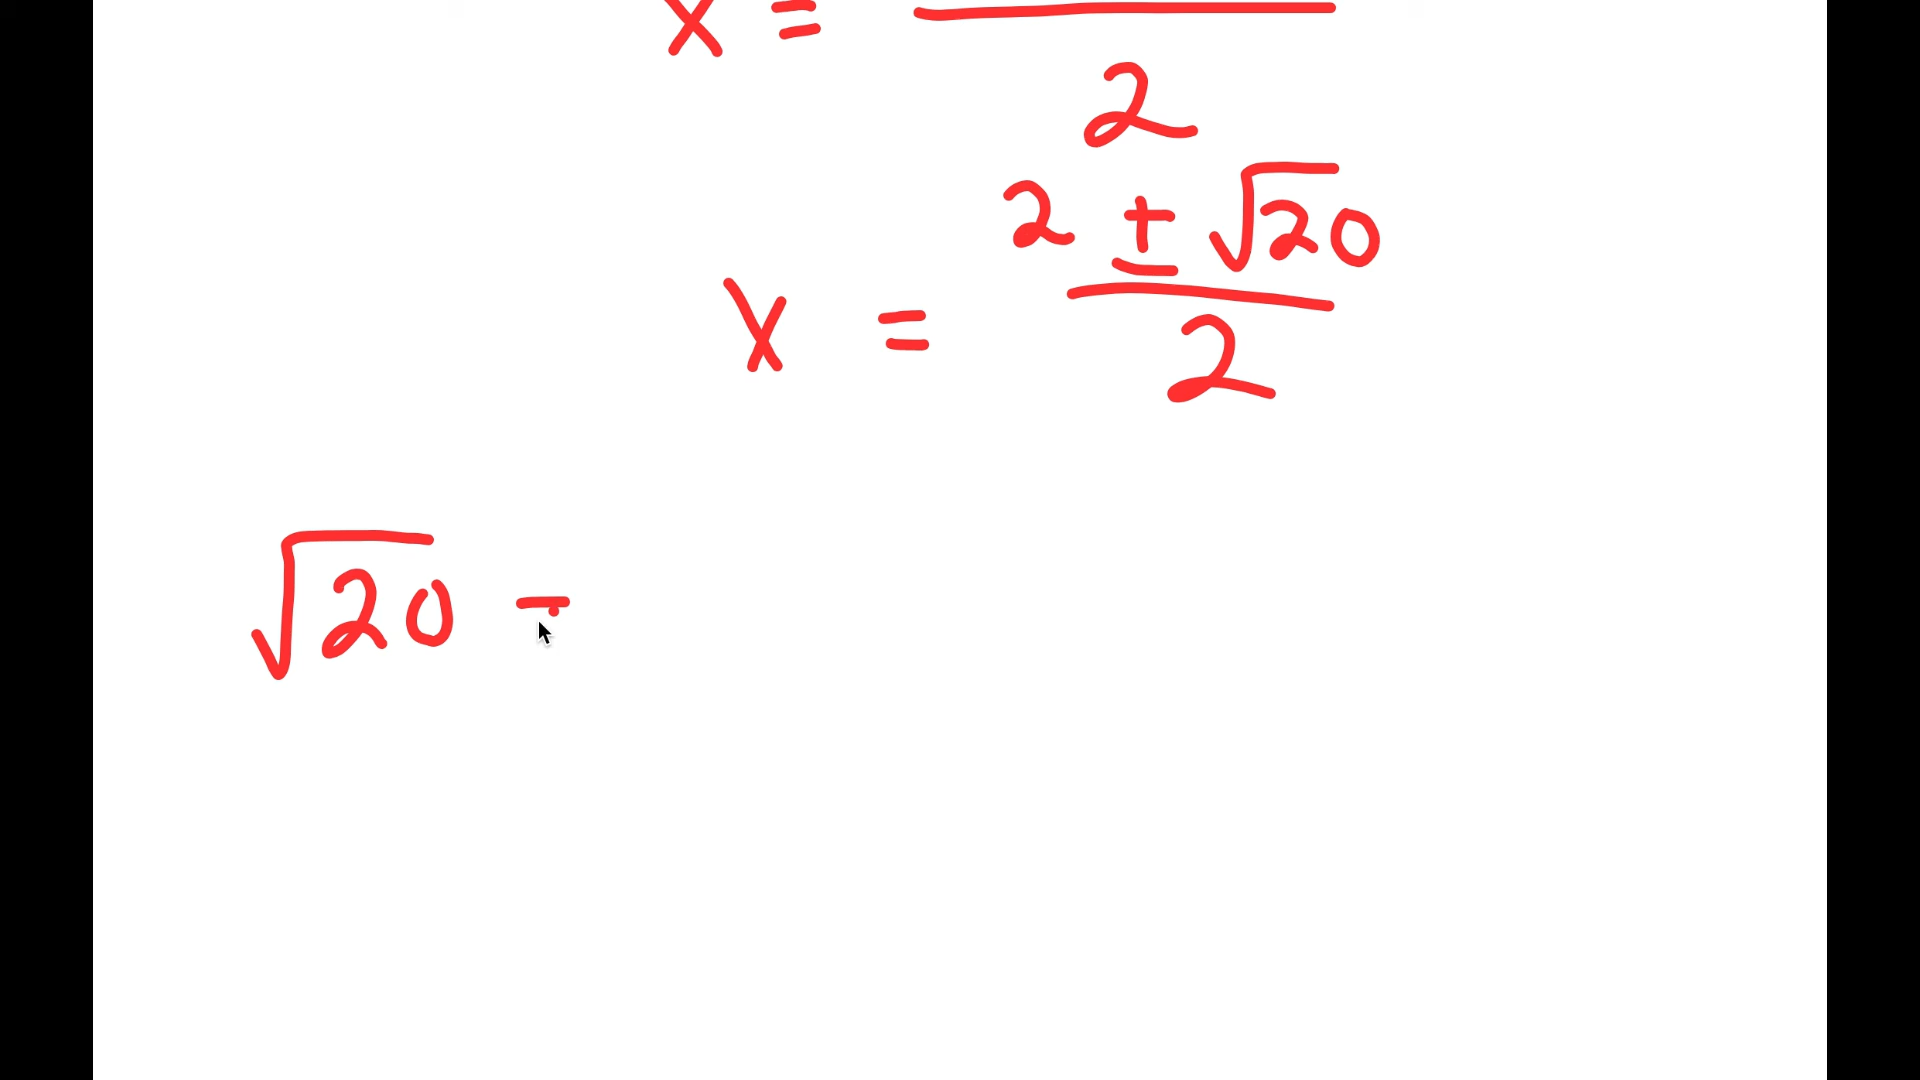 x = ―
2
x = (2 ± √20) / 2
√20 =